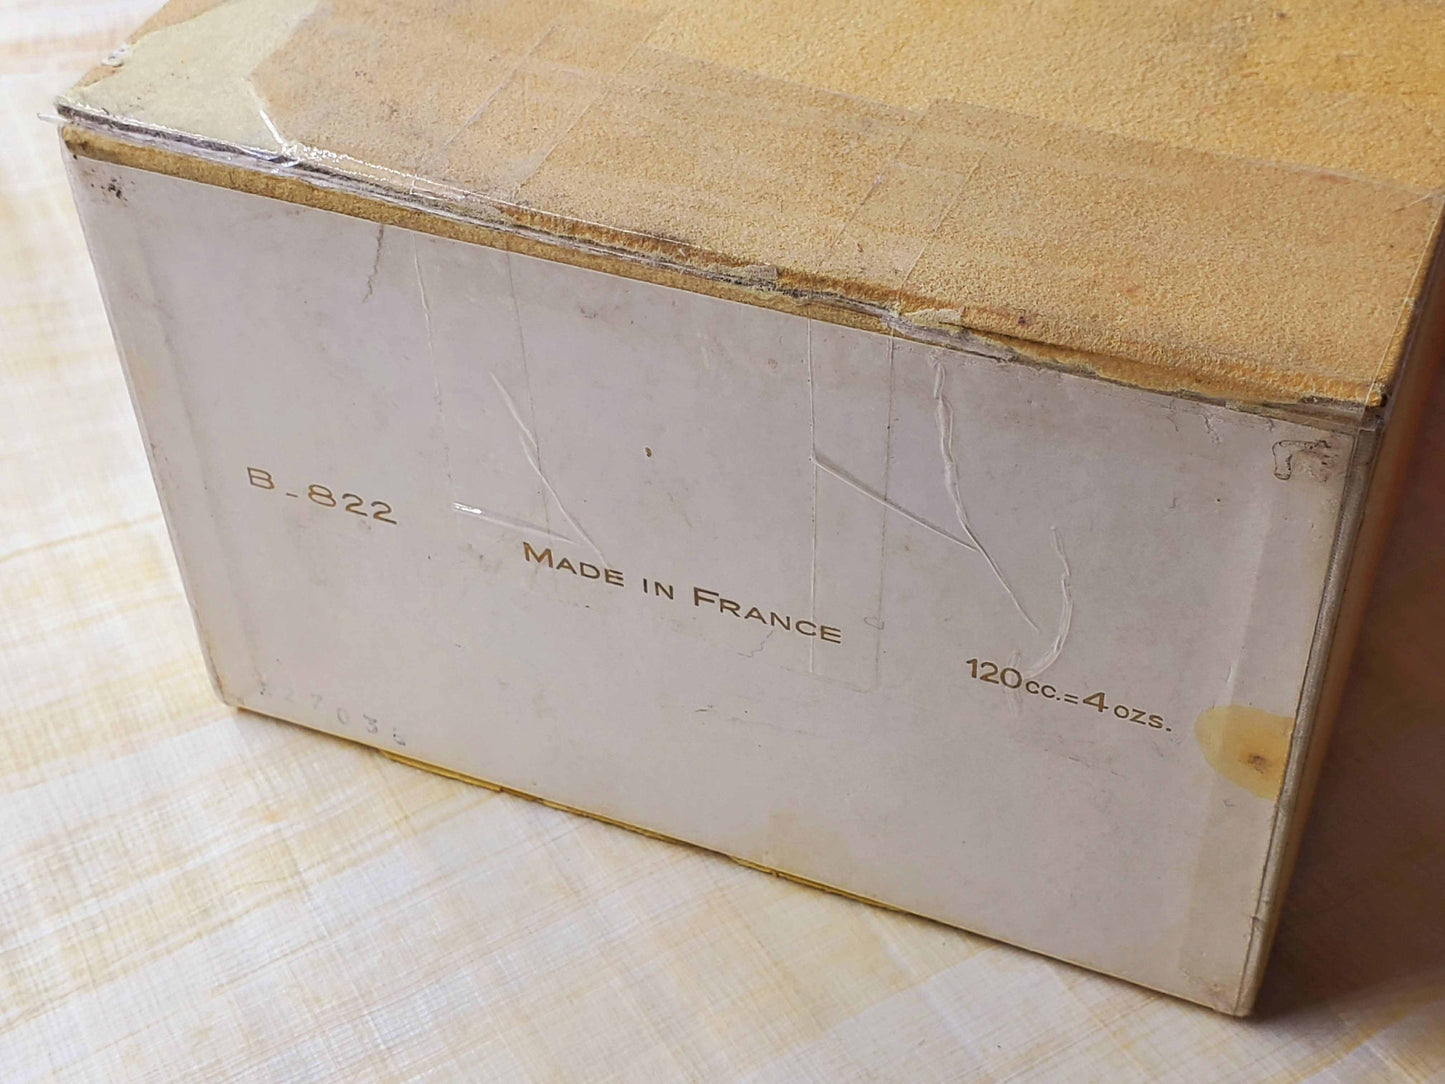 B-822
MADE IN FRANCE
120cc.=4 ozs.